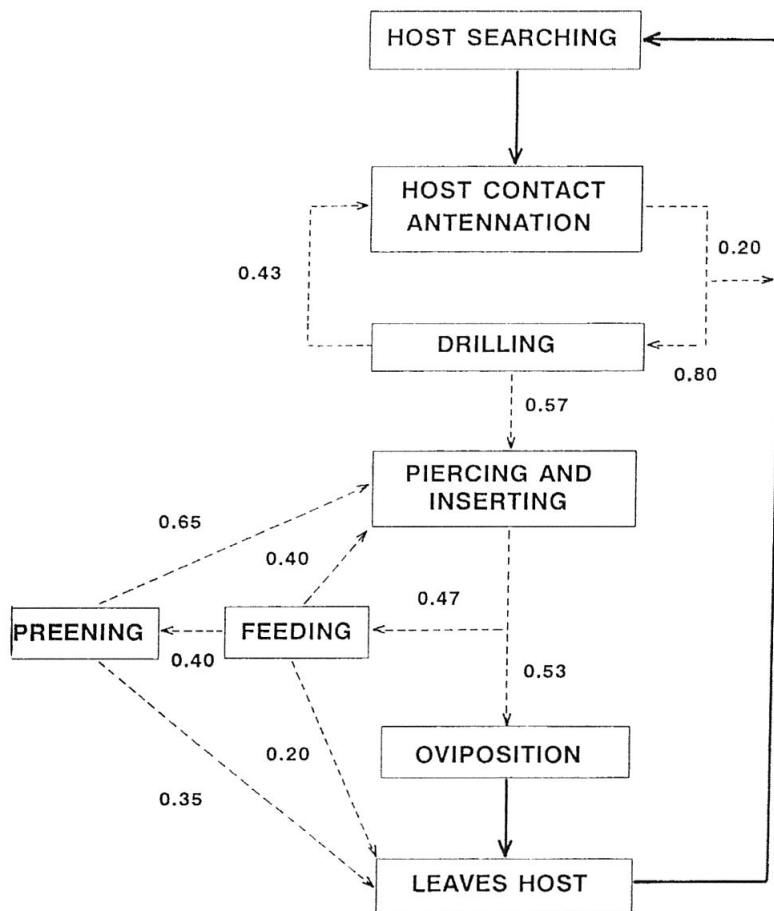 HOST SEARCHING
HOST CONTACT
ANTENNATION
0.20
0.43
DRILLING
0.80
0.57
PIERCING AND
INSERTING
0.65
0.40
0.47
PREENING
FEEDING
0.40
0.53
0.20
OVIPOSITION
0.35
LEAVES HOST